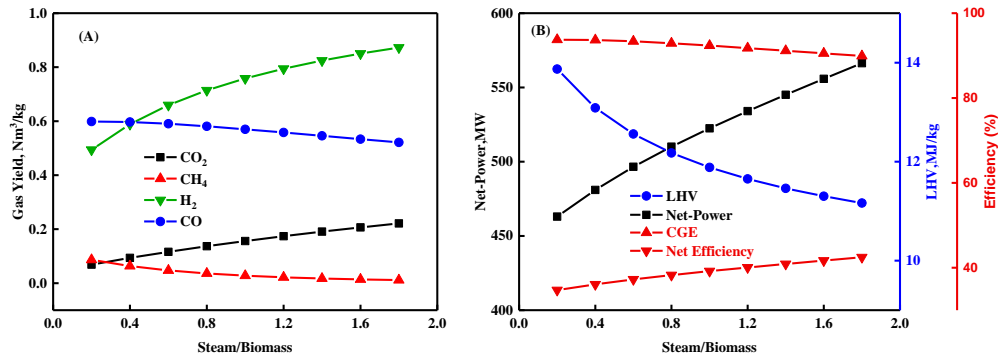 (A)
Gas Yield, Nm³/kg
1.0
0.8
0.6
0.4
0.2
0.0
CO₂
CH₄
H₂
CO
0.0 0.4 0.8 1.2 1.6 2.0
Steam/Biomass
(B)
Net-Power,MW
600
550
500
450
400
LHV
Net-Power
CGE
Net Efficiency
0.0 0.4 0.8 1.2 1.6 2.0
Steam/Biomass
14
12
10
LHV,MJ/kg
100
80
60
40
Efficiency (%)